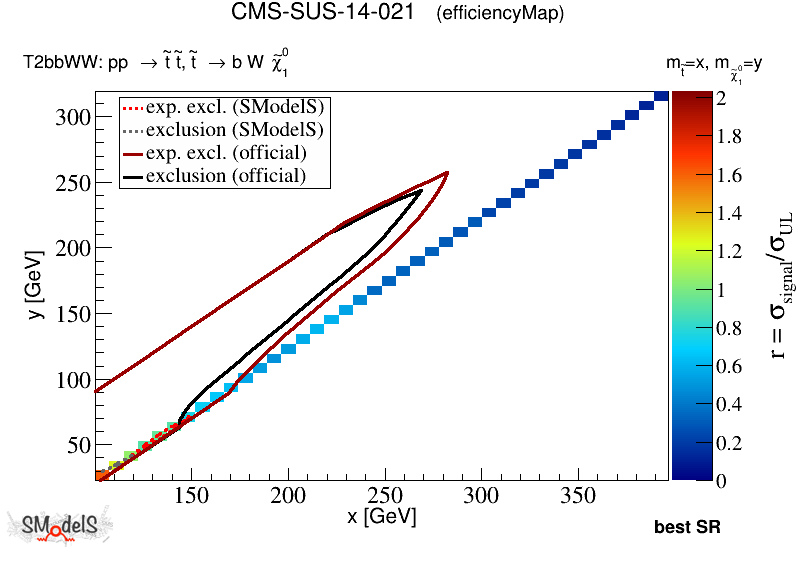 CMS-SUS-14-021 (efficiencyMap)
T2bbWW: pp → t̃ t̃, t̃ → b W χ̃⁰₁
m_t̃=x, m_χ̃⁰₁=y
exp. excl. (SModelS)
exclusion (SModelS)
exp. excl. (official)
exclusion (official)
300
250
200
150
100
50
y [GeV]
150 200 250 300 350
x [GeV]
2
1.8
1.6
1.4
1.2
1
0.8
0.6
0.4
0.2
0
r = σ_signal/σ_UL
SModelS
best SR